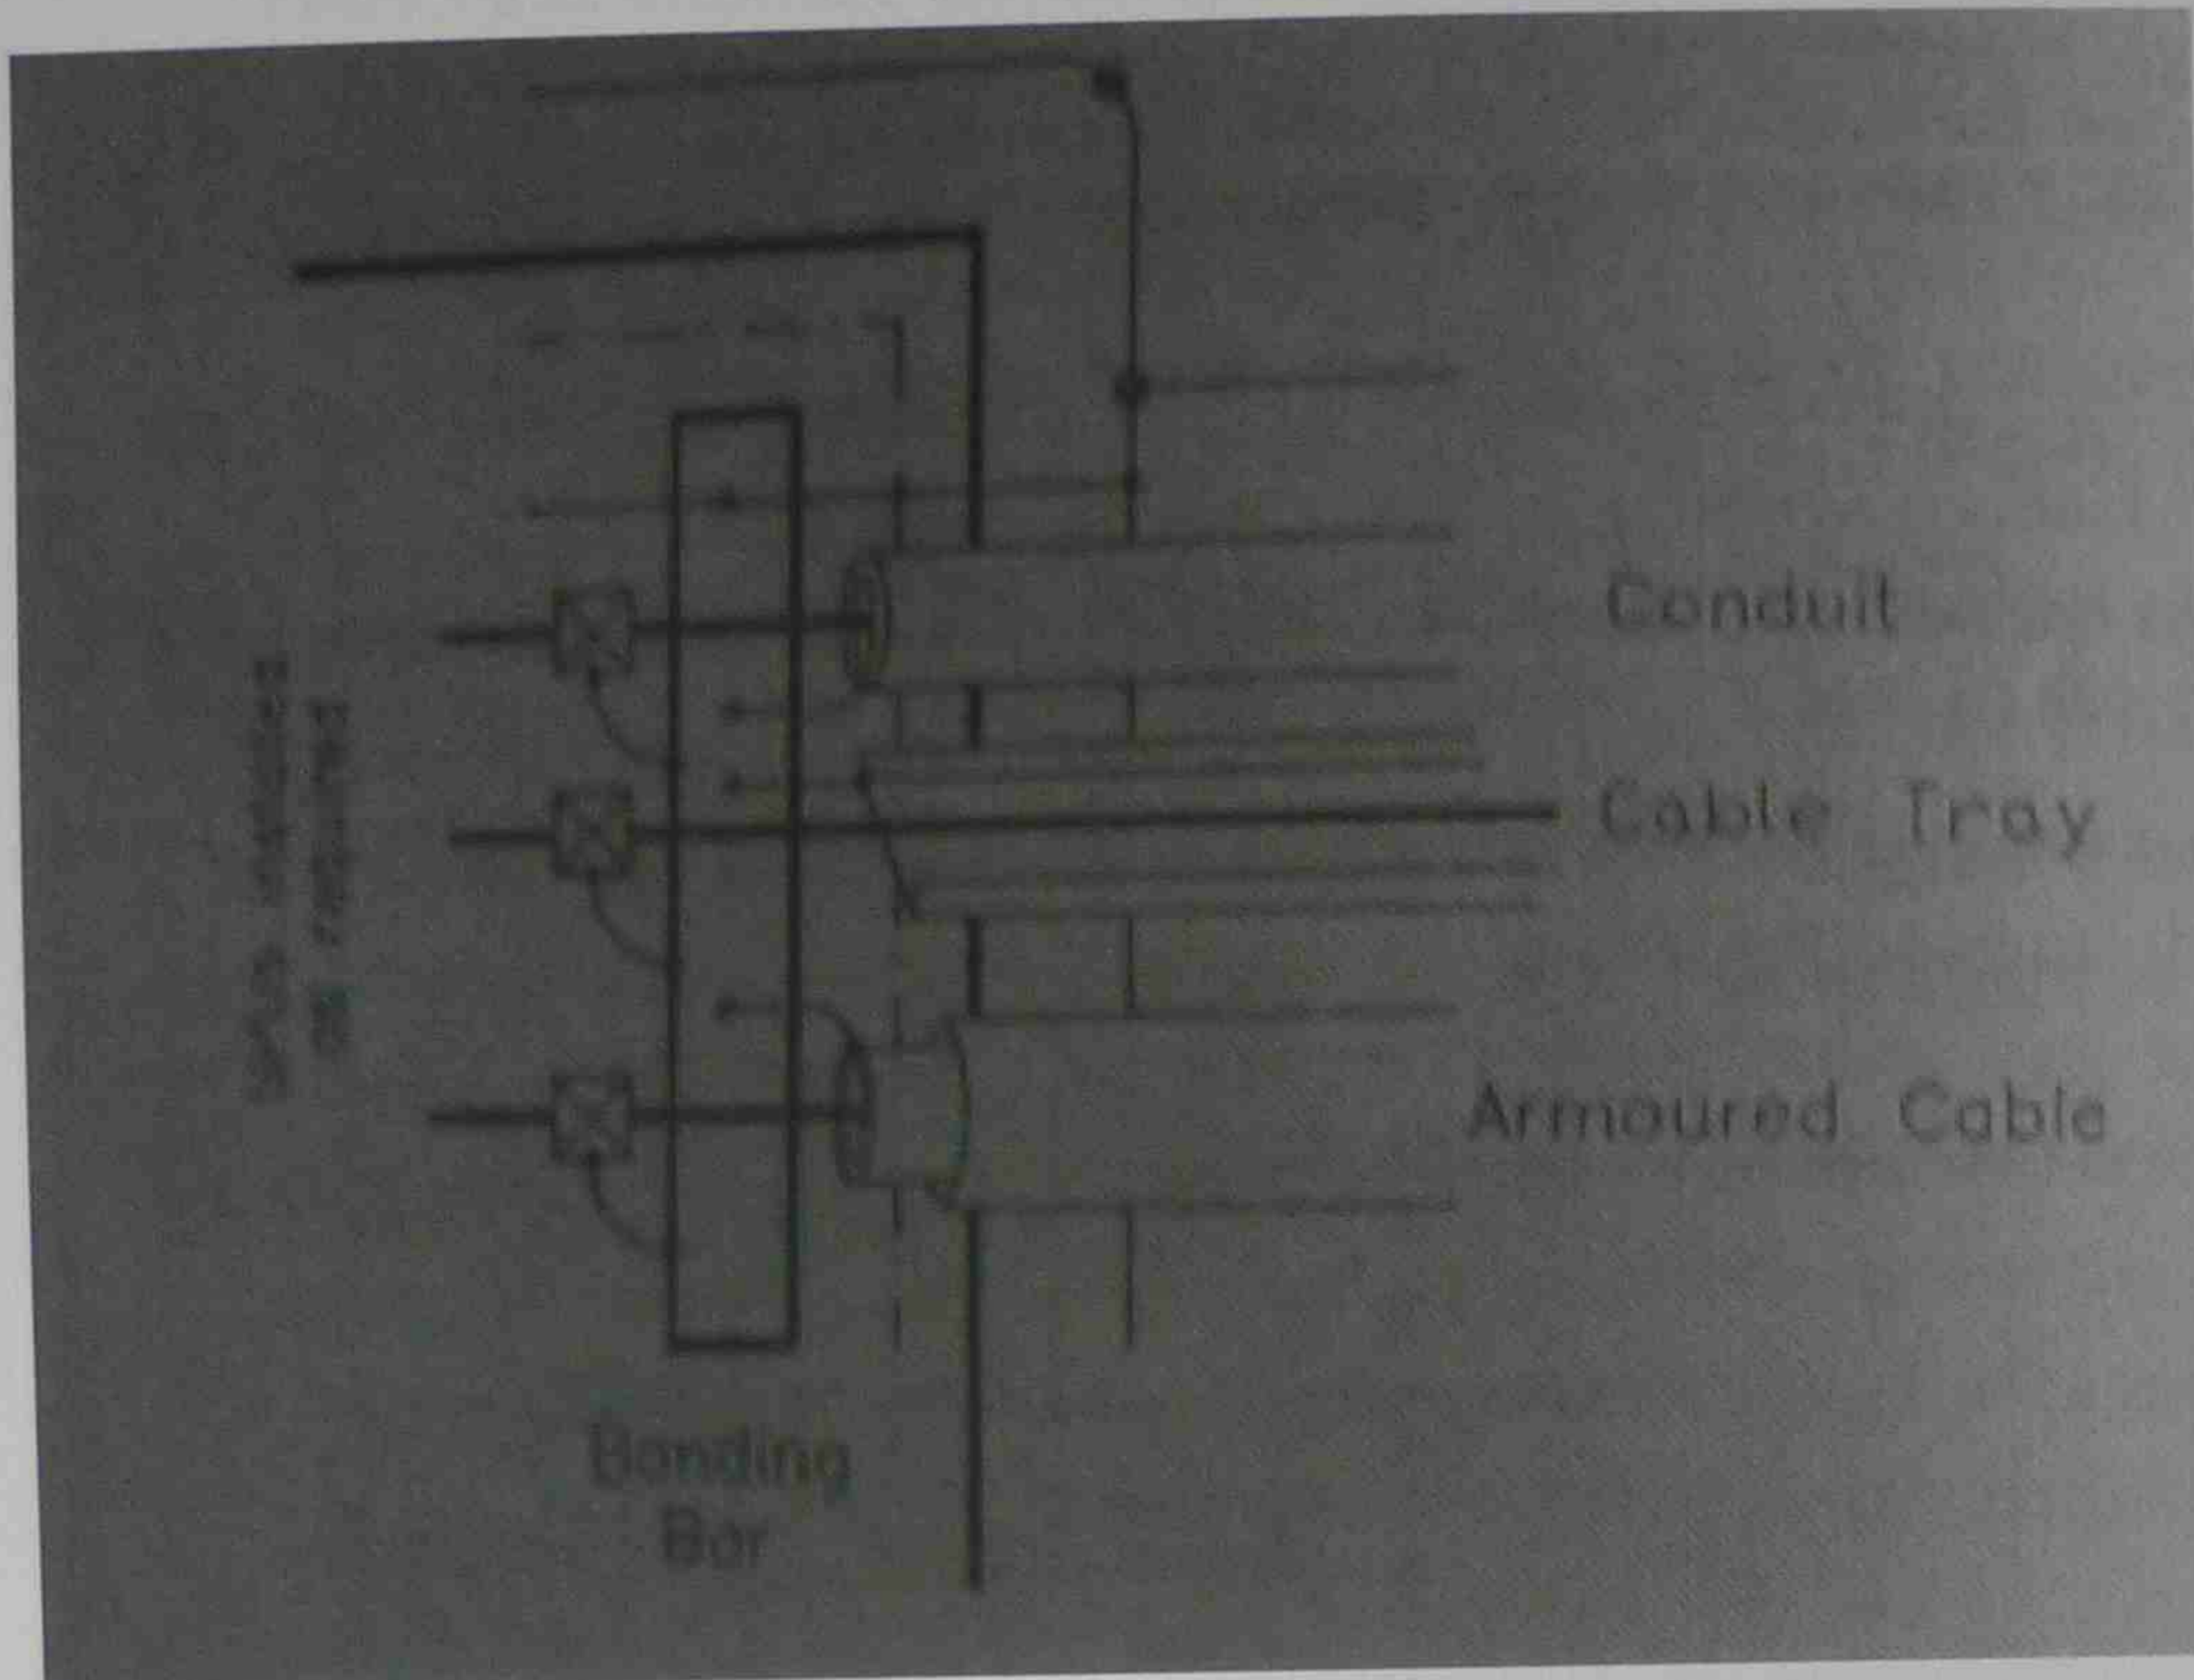 Conduit
Cable Tray
Armoured Cable
Bonding
Bar